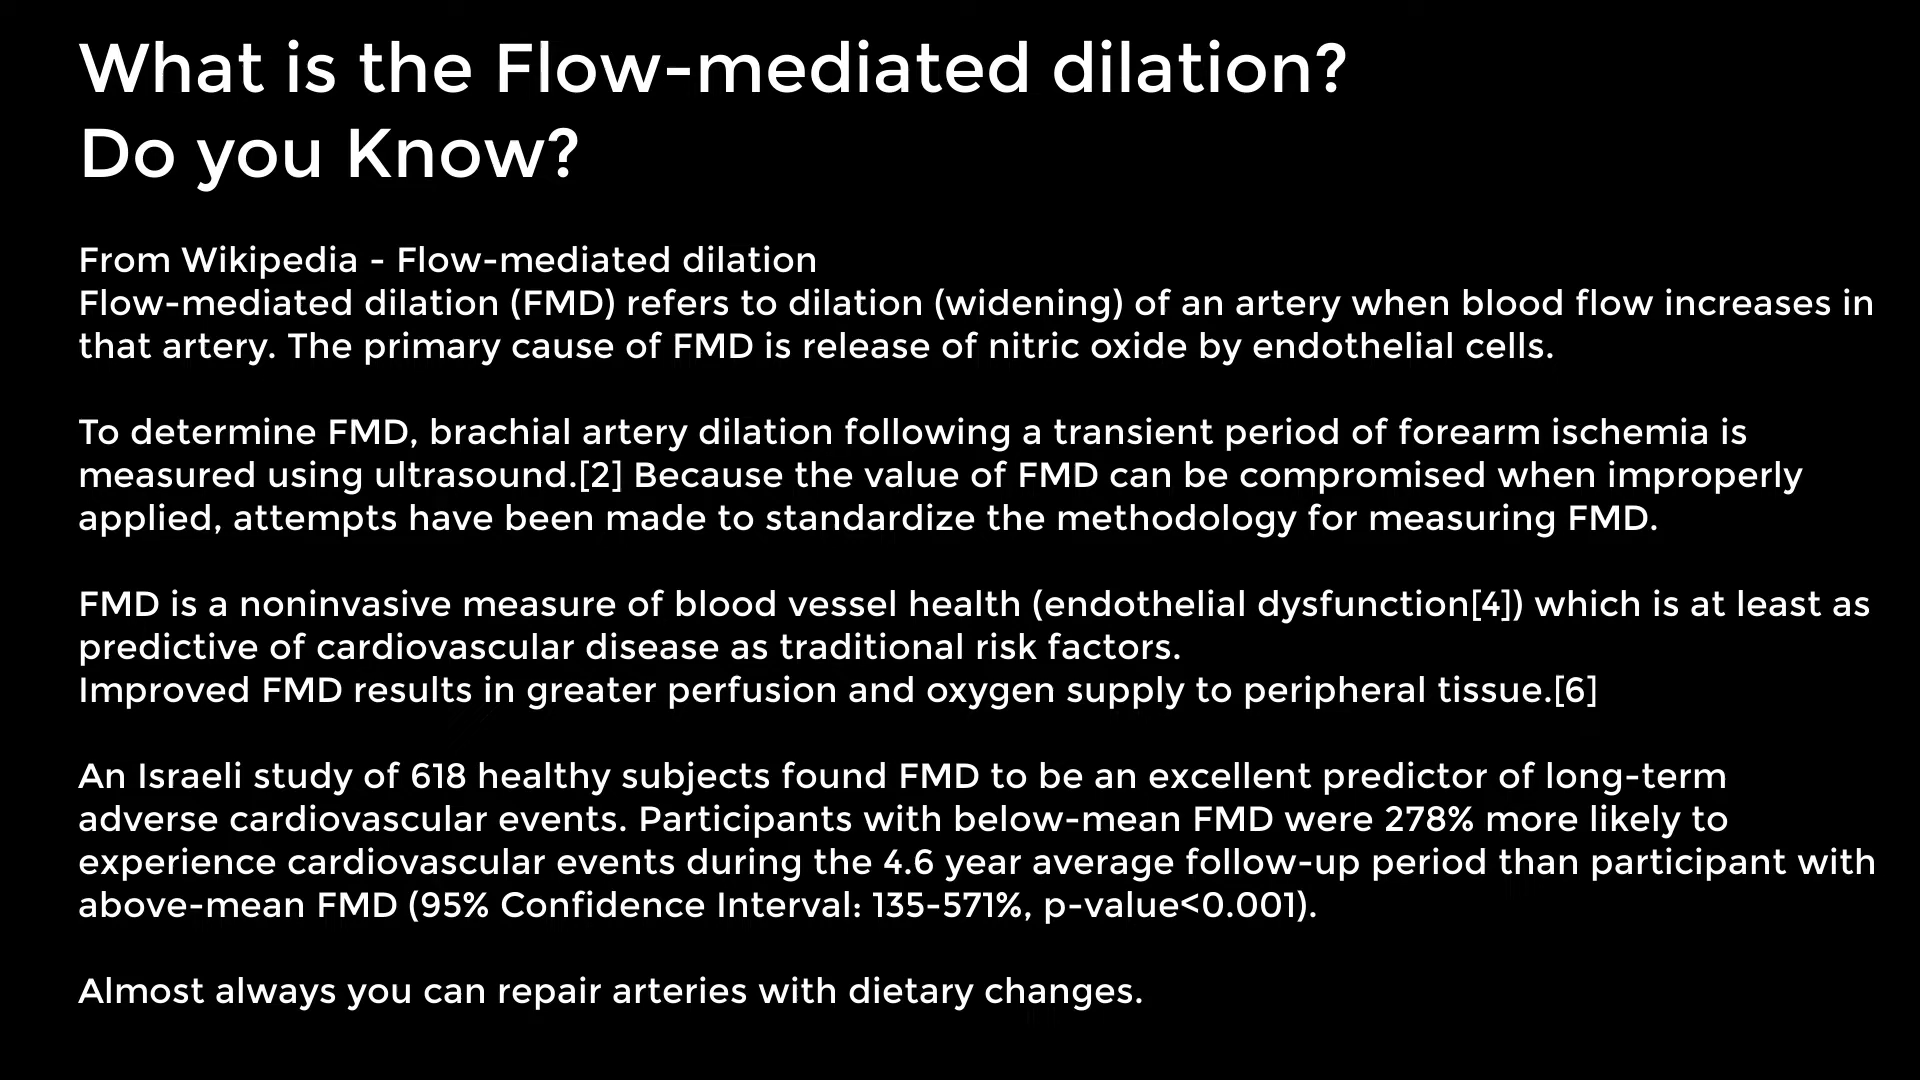 What is the Flow-mediated dilation?
Do you Know?
From Wikipedia - Flow-mediated dilation
Flow-mediated dilation (FMD) refers to dilation (widening) of an artery when blood flow increases in
that artery. The primary cause of FMD is release of nitric oxide by endothelial cells.
To determine FMD, brachial artery dilation following a transient period of forearm ischemia is
measured using ultrasound.[2] Because the value of FMD can be compromised when improperly
applied, attempts have been made to standardize the methodology for measuring FMD.
FMD is a noninvasive measure of blood vessel health (endothelial dysfunction[4]) which is at least as
predictive of cardiovascular disease as traditional risk factors.
Improved FMD results in greater perfusion and oxygen supply to peripheral tissue.[6]
An Israeli study of 618 healthy subjects found FMD to be an excellent predictor of long-term
adverse cardiovascular events. Participants with below-mean FMD were 278% more likely to
experience cardiovascular events during the 4.6 year average follow-up period than participant with
above-mean FMD (95% Confidence Interval: 135-571%, p-value<0.001).
Almost always you can repair arteries with dietary changes.